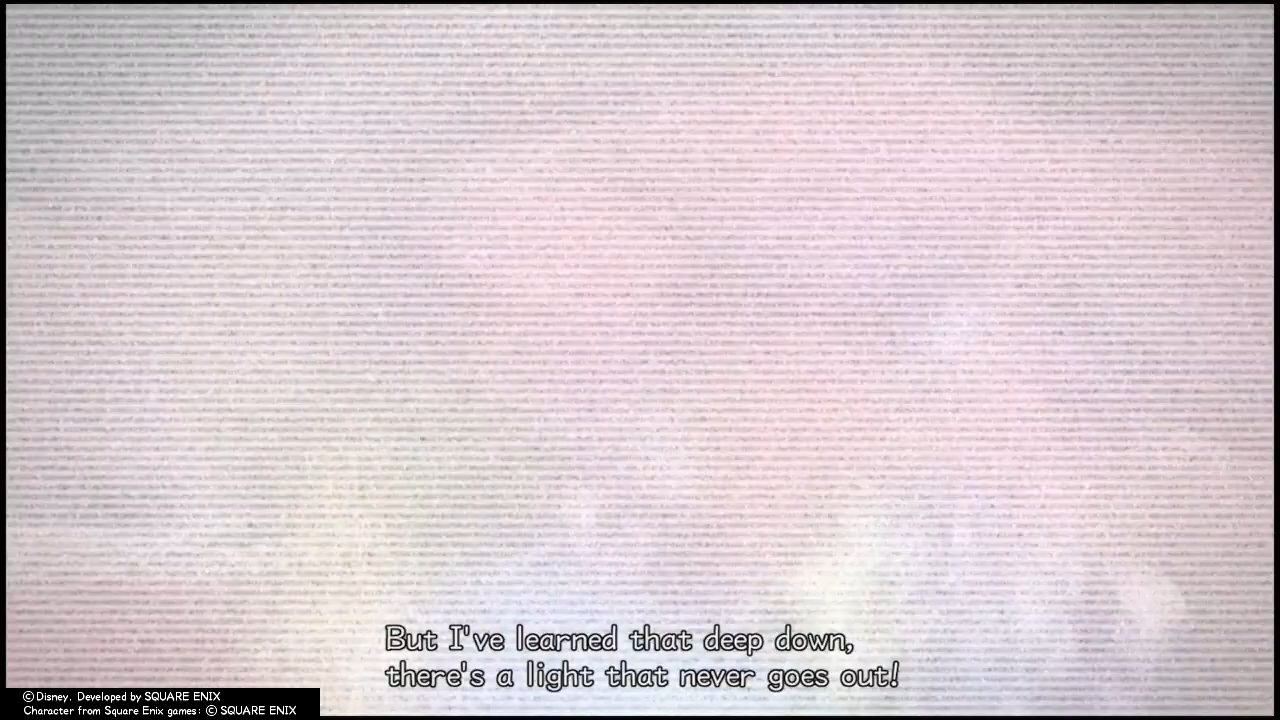 But I've learned that deep down,
there's a light that never goes out!
© Disney. Developed by SQUARE ENIX
Character from Square Enix games: © SQUARE ENIX